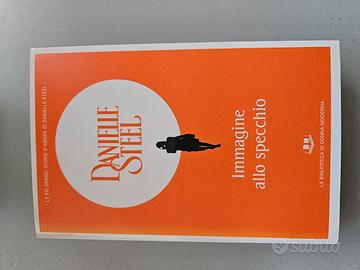 LE PIÙ GRANDI STORIE D'AMORE DI DANIELLE STEEL
DANIELLE
STEEL
Immagine
allo specchio
LA BIBLIOTECA DI DONNA MODERNA
subito